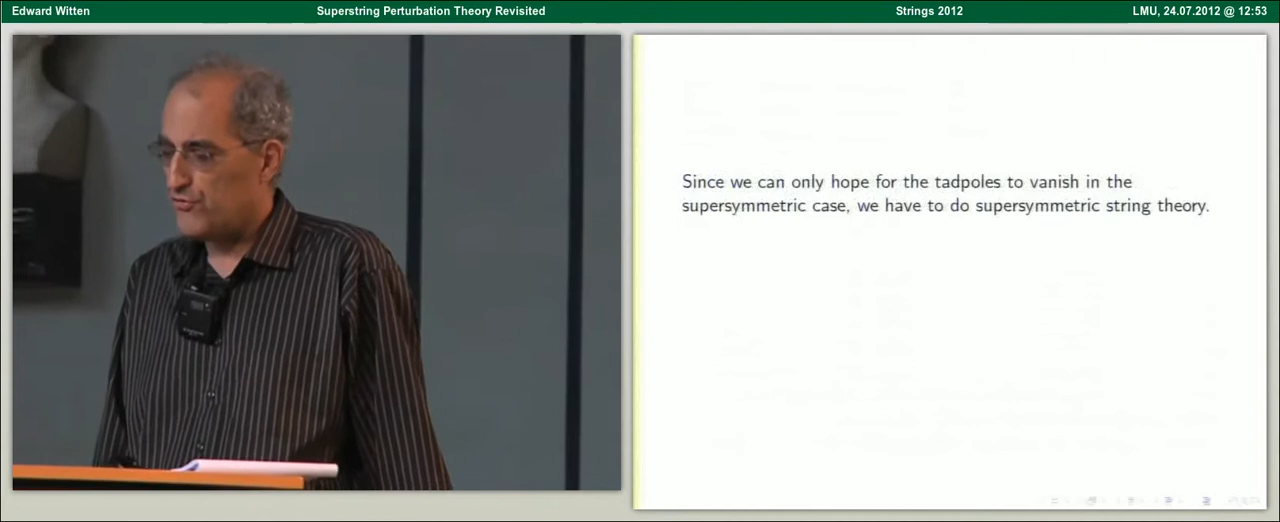 Edward Witten
Superstring Perturbation Theory Revisited
Strings 2012
LMU, 24.07.2012 @ 12:53
Since we can only hope for the tadpoles to vanish in the
supersymmetric case, we have to do supersymmetric string theory.